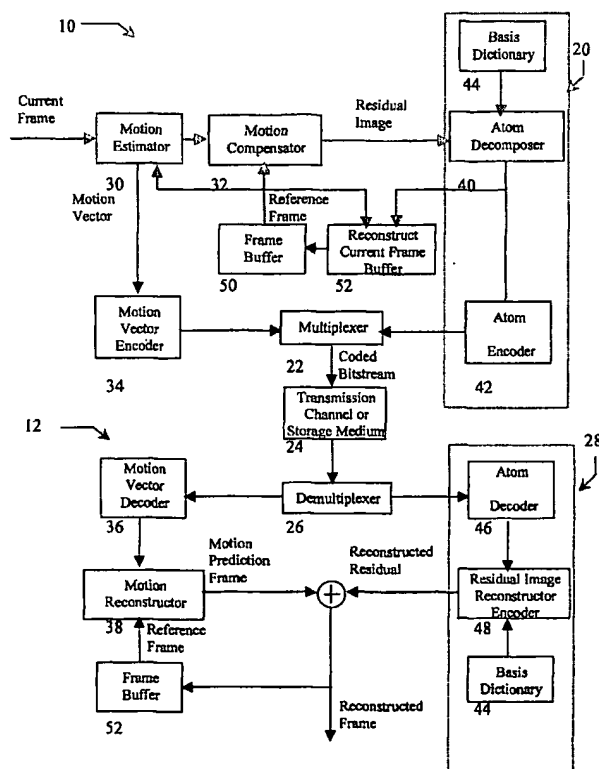 10
Basis
Dictionary
44
20
Current
Frame
Residual
Image
Motion
Estimator
Motion
Compensator
Atom
Decomposer
30
32
40
Motion
Vector
Reference
Frame
Frame
Buffer
Reconstruct
Current Frame
Buffer
50
52
Motion
Vector
Encoder
Multiplexer
Atom
Encoder
34
22
Coded
Bitstream
42
Transmission
Channel or
Storage Medium
24
12
28
Motion
Vector
Decoder
Demultiplexer
Atom
Decoder
36
26
46
Motion
Prediction
Frame
Reconstructed
Residual
Motion
Reconstructor
+
Residual Image
Reconstructor
Encoder
38
48
Reference
Frame
Frame
Buffer
Basis
Dictionary
52
44
Reconstructed
Frame